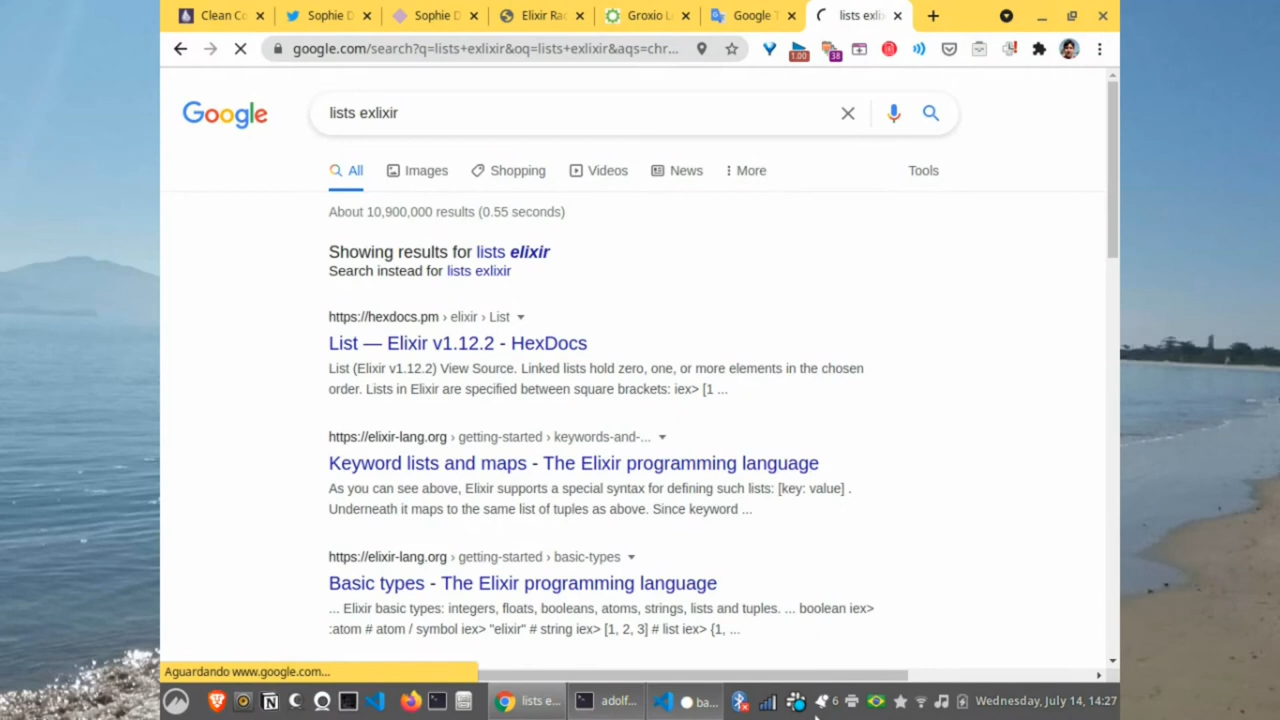 Clean Co
Sophie D
Sophie D
Elixir Ra
Groxio L
Google T
lists exli
google.com/search?q=lists+exlixir&oq=lists+exlixir&aqs=chr...
1.00
38
Google
lists exlixir
All
Images
Shopping
Videos
News
More
Tools
About 10,900,000 results (0.55 seconds)
Showing results for lists elixir
Search instead for lists exlixir
https://hexdocs.pm › elixir › List
List — Elixir v1.12.2 - HexDocs
List (Elixir v1.12.2) View Source. Linked lists hold zero, one, or more elements in the chosen
order. Lists in Elixir are specified between square brackets: iex> [1 ...
https://elixir-lang.org › getting-started › keywords-and-...
Keyword lists and maps - The Elixir programming language
As you can see above, Elixir supports a special syntax for defining such lists: [key: value] .
Underneath it maps to the same list of tuples as above. Since keyword ...
https://elixir-lang.org › getting-started › basic-types
Basic types - The Elixir programming language
... Elixir basic types: integers, floats, booleans, atoms, strings, lists and tuples. ... boolean iex>
:atom # atom / symbol iex> "elixir" # string iex> [1, 2, 3] # list iex> {1, ...
Aguardando www.google.com...
lists e...
adolf...
ba...
6
Wednesday, July 14, 14:27